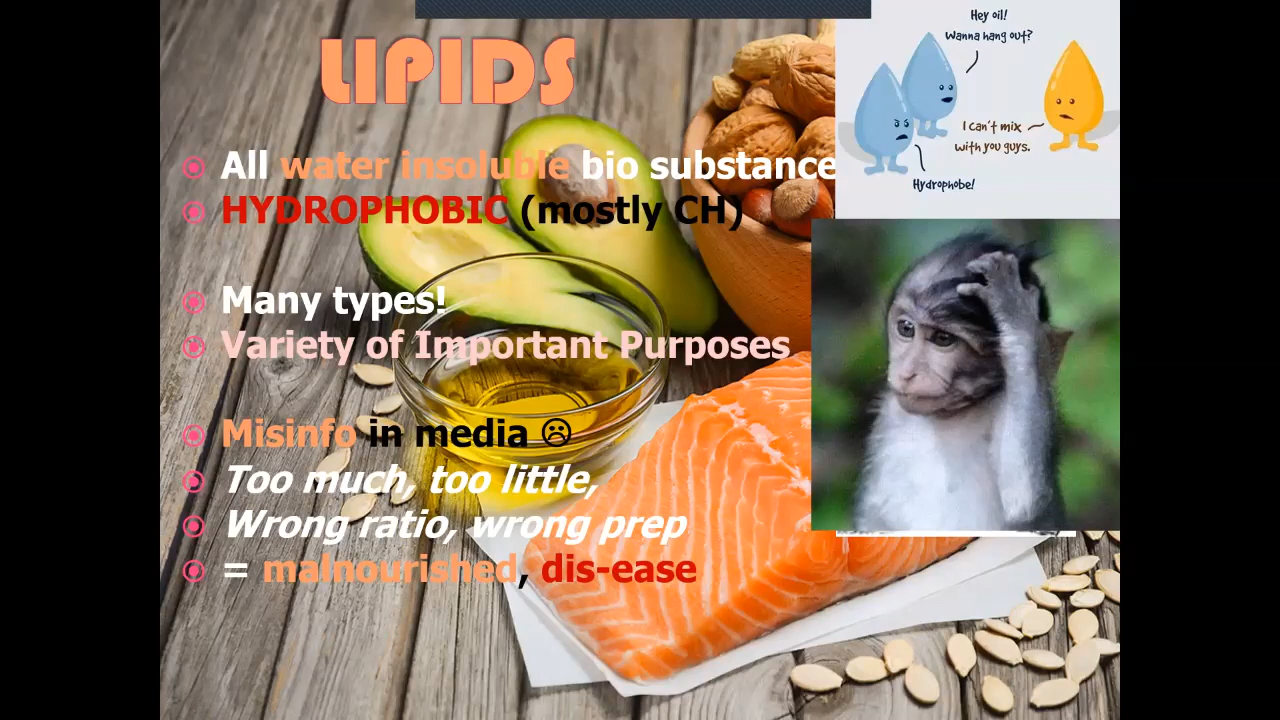 LIPIDS
All water insoluble bio substance
HYDROPHOBIC (mostly CH)
Many types!
Variety of Important Purposes
Misinfo in media ☹
Too much, too little,
Wrong ratio, wrong prep
= malnourished, dis-ease
Hey oil!
Wanna hang out?
I can't mix
with you guys.
Hydrophobe!